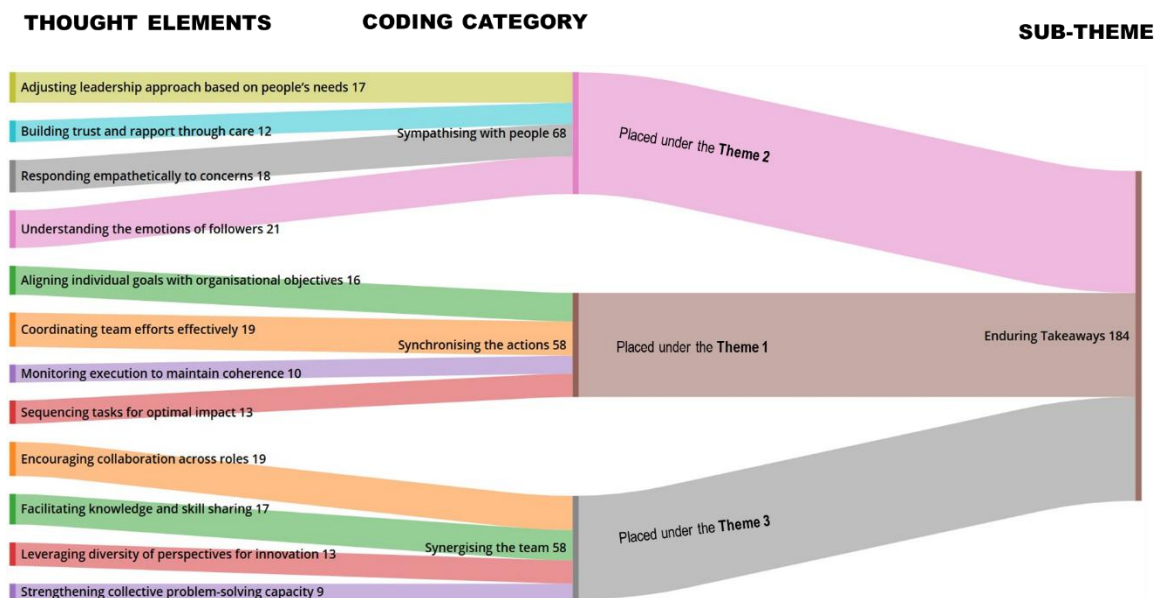 THOUGHT ELEMENTS
CODING CATEGORY
SUB-THEME
Adjusting leadership approach based on people's needs 17
Building trust and rapport through care 12
Responding empathetically to concerns 18
Understanding the emotions of followers 21
Sympathising with people 68
Placed under the Theme 2
Aligning individual goals with organisational objectives 16
Coordinating team efforts effectively 19
Monitoring execution to maintain coherence 10
Sequencing tasks for optimal impact 13
Synchronising the actions 58
Placed under the Theme 1
Enduring Takeaways 184
Encouraging collaboration across roles 19
Facilitating knowledge and skill sharing 17
Leveraging diversity of perspectives for innovation 13
Strengthening collective problem-solving capacity 9
Synergising the team 58
Placed under the Theme 3